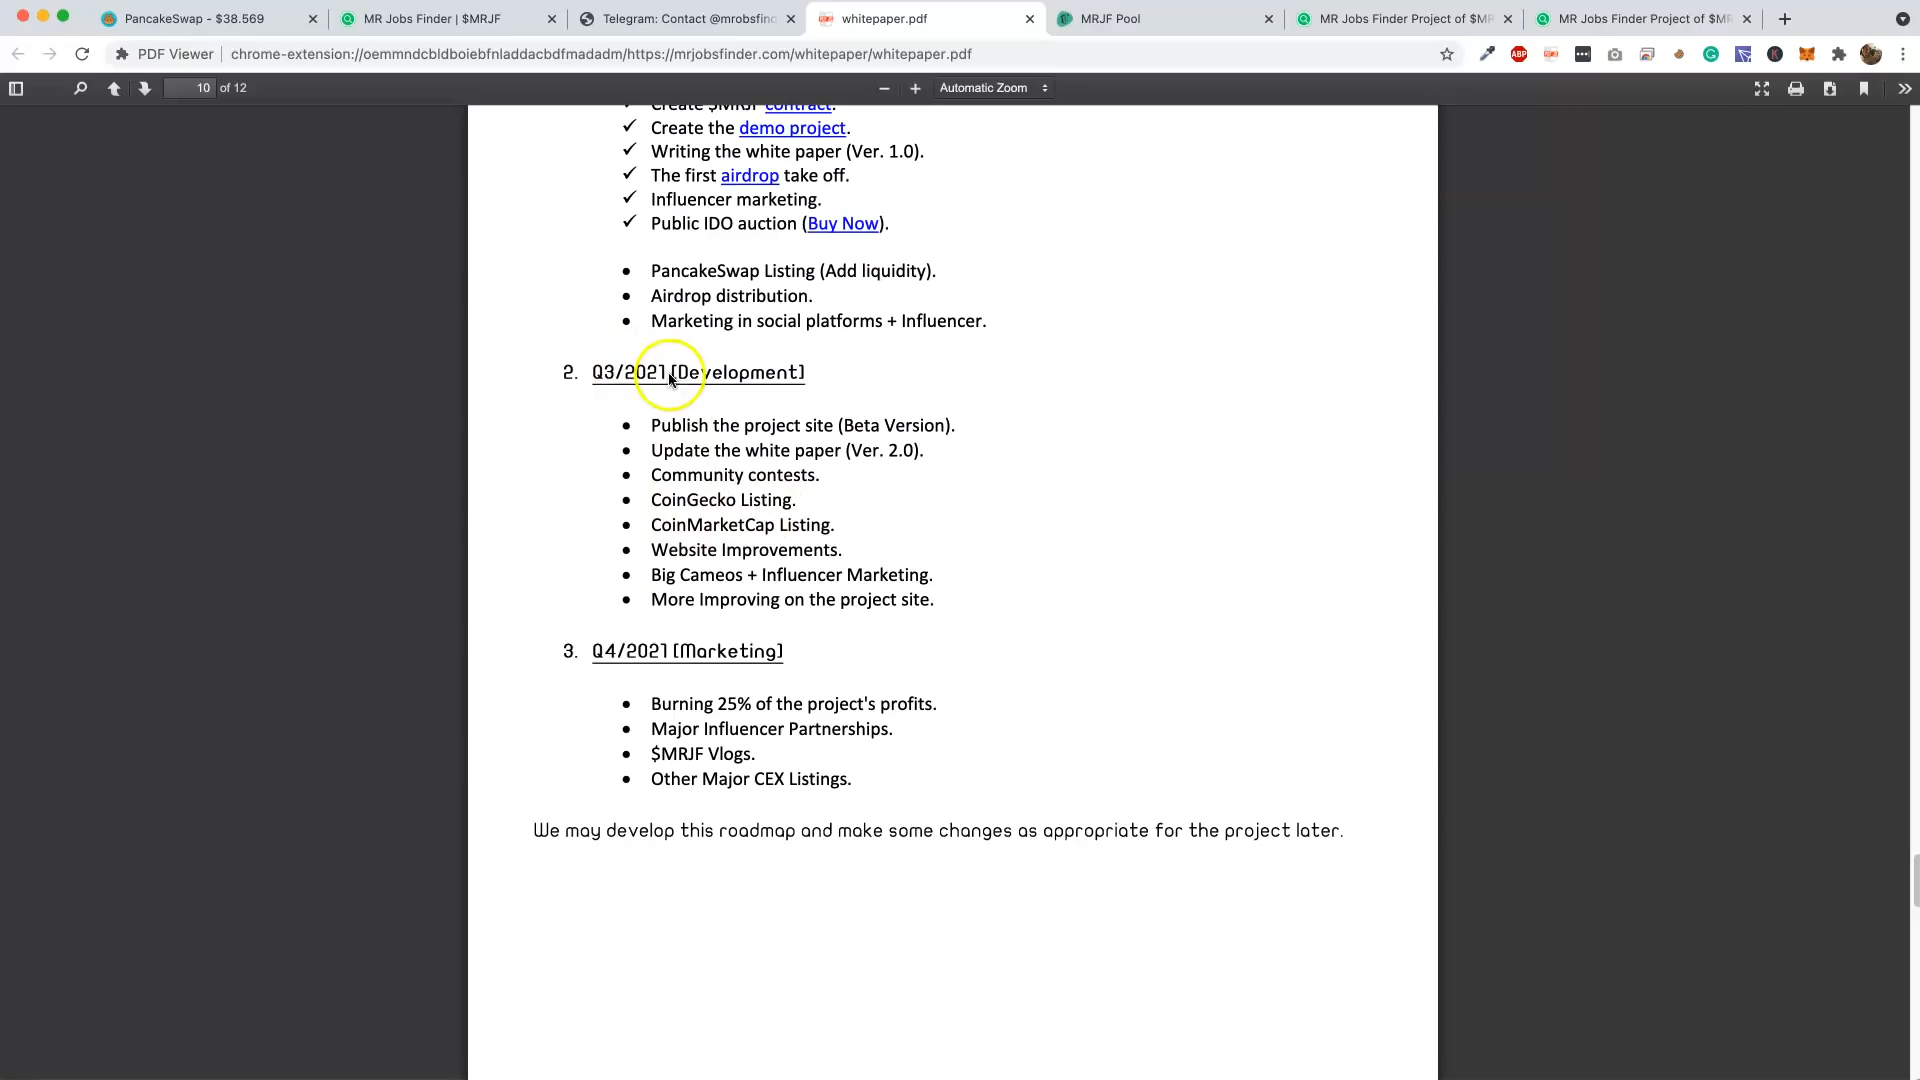 PancakeSwap - $38.569
MR Jobs Finder | $MRJF
Telegram: Contact @mrobsfin
whitepaper.pdf
MRJF Pool
MR Jobs Finder Project of $MR
MR Jobs Finder Project of $MR
PDF Viewer
chrome-extension://oemmndcbldboiebfnladdacbdfmadadm/https://mrjobsfinder.com/whitepaper/whitepaper.pdf
10 of 12
Automatic Zoom
✓ Create $MRJF contract.
✓ Create the demo project.
✓ Writing the white paper (Ver. 1.0).
✓ The first airdrop take off.
✓ Influencer marketing.
✓ Public IDO auction (Buy Now).
• PancakeSwap Listing (Add liquidity).
• Airdrop distribution.
• Marketing in social platforms + Influencer.
2. Q3/2021 [Development]
• Publish the project site (Beta Version).
• Update the white paper (Ver. 2.0).
• Community contests.
• CoinGecko Listing.
• CoinMarketCap Listing.
• Website Improvements.
• Big Cameos + Influencer Marketing.
• More Improving on the project site.
3. Q4/2021 [Marketing]
• Burning 25% of the project's profits.
• Major Influencer Partnerships.
• $MRJF Vlogs.
• Other Major CEX Listings.
We may develop this roadmap and make some changes as appropriate for the project later.